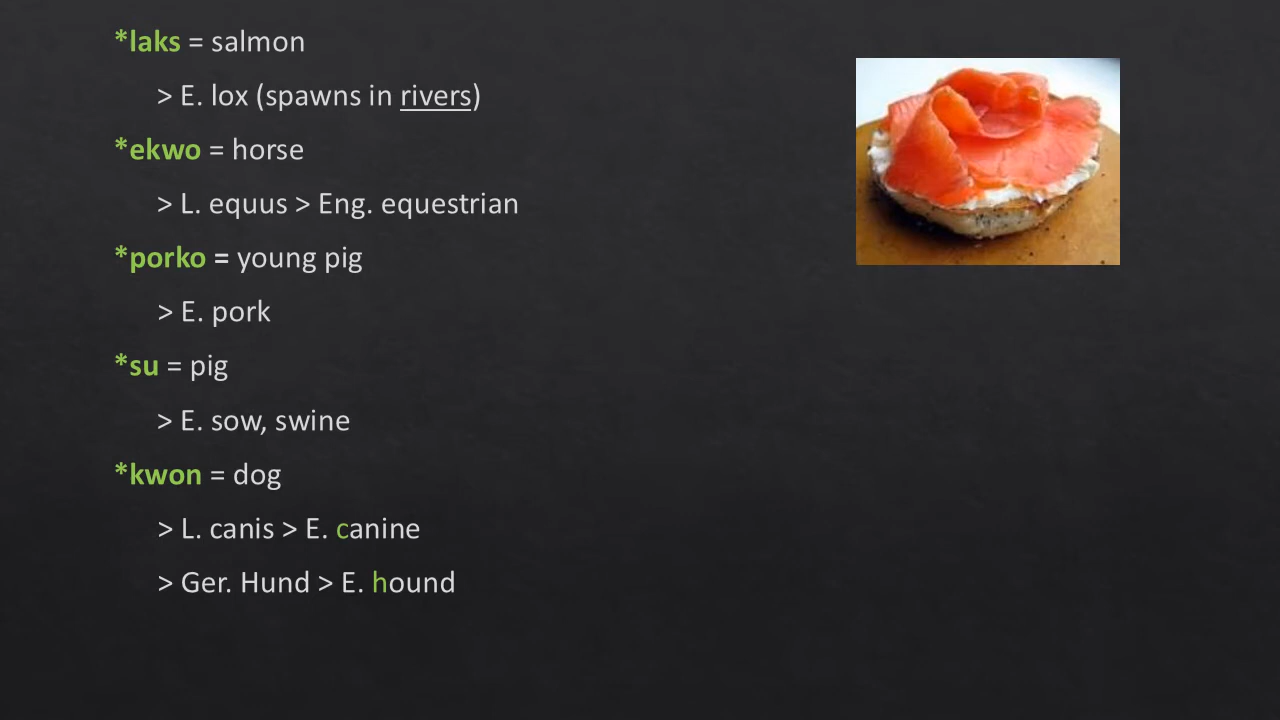 *laks = salmon
> E. lox (spawns in rivers)
*ekwo = horse
> L. equus > Eng. equestrian
*porko = young pig
> E. pork
*su = pig
> E. sow, swine
*kwon = dog
> L. canis > E. canine
> Ger. Hund > E. hound